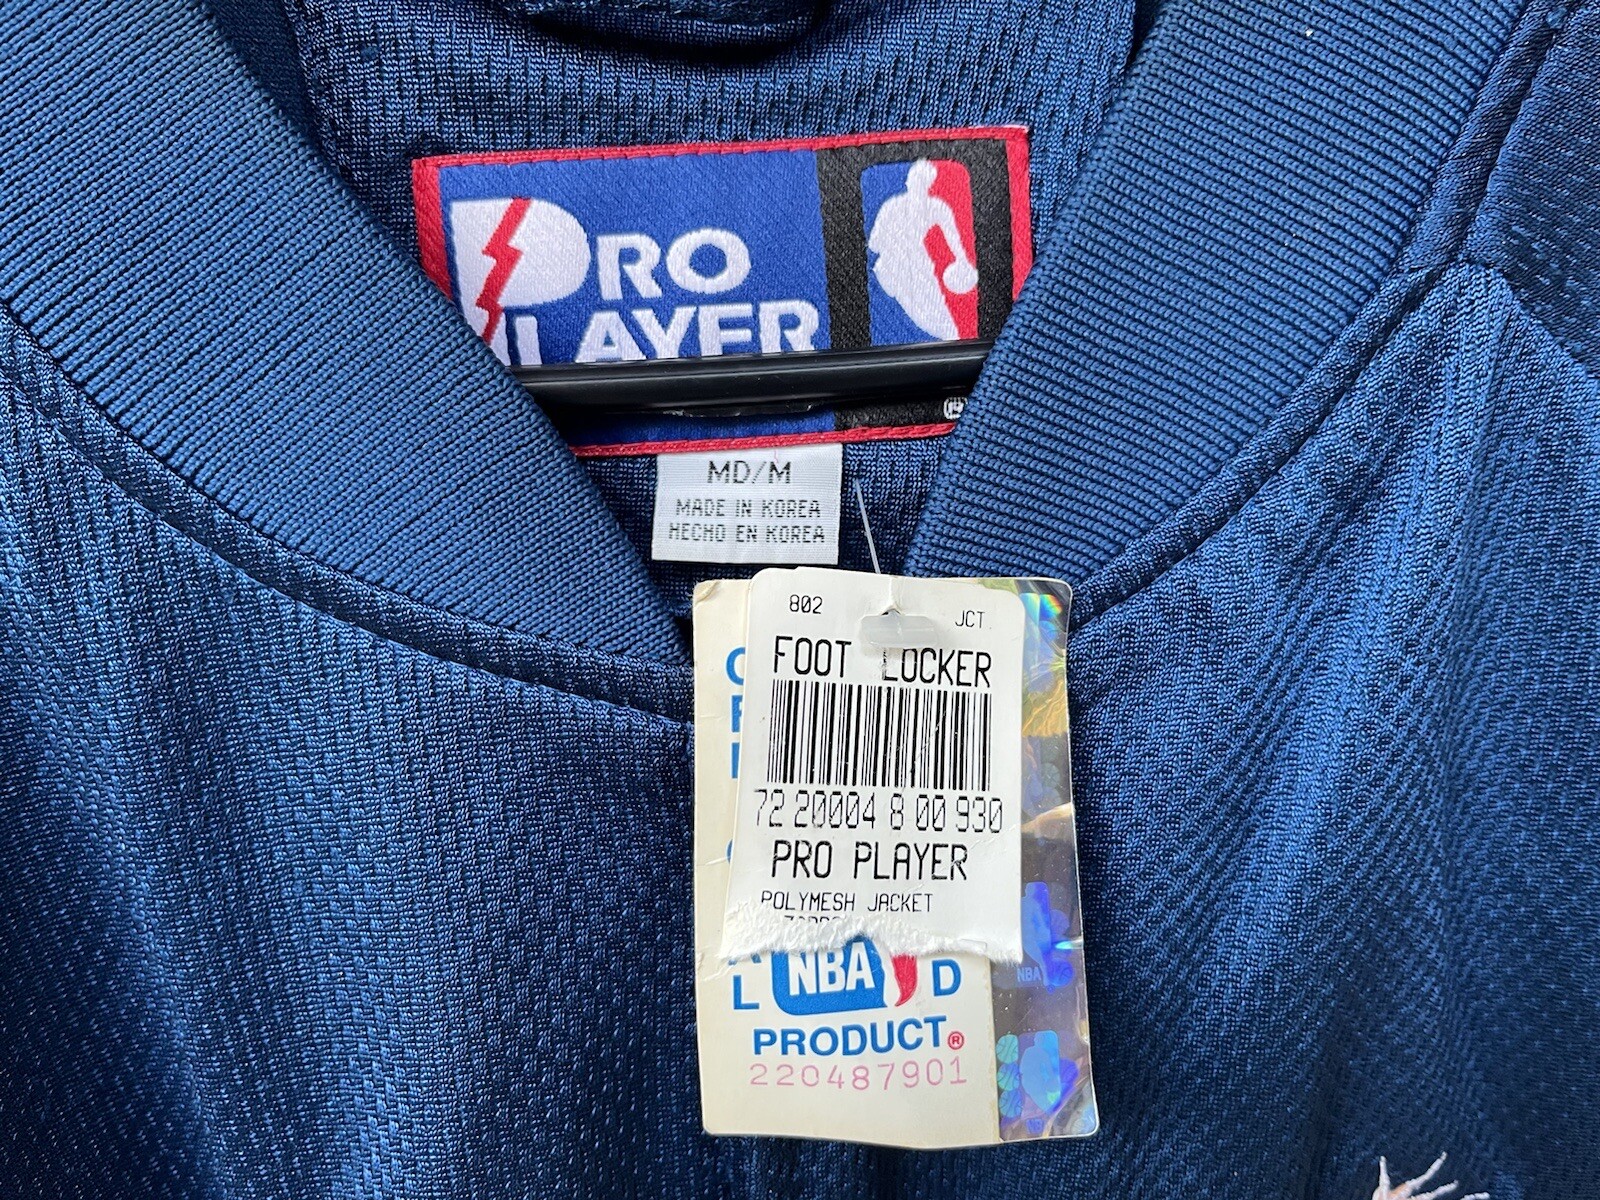 PRO
PLAYER
MD/M
MADE IN KOREA
HECHO EN KOREA
802 JCT
FOOT LOCKER
72 20004 8 00 930
PRO PLAYER
POLYMESH JACKET
NBA
L D
PRODUCT®
220487901
NBA